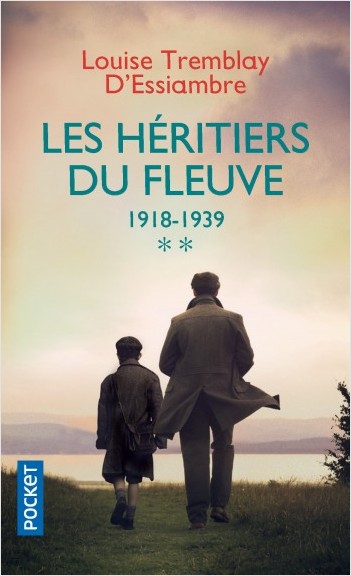 Louise Tremblay
D'Essiambre
LES HÉRITIERS
DU FLEUVE
1918-1939
**
POCKET